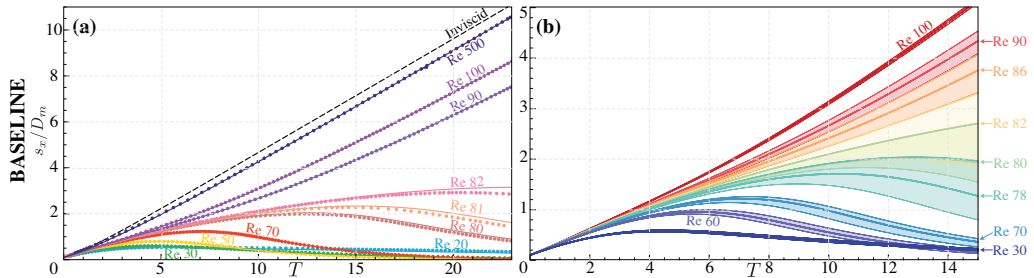 BASELINE
(a)
s_x/D_m
10
8
6
4
2
0
5
10
15
20
T
Inviscid
Re 500
Re 100
Re 90
Re 82
Re 81
Re 80
Re 70
Re 50
Re 30
Re 20
(b)
5
4
3
2
1
0
0
2
4
6
8
10
12
14
T
Re 100
Re 60
Re 90
Re 86
Re 82
Re 80
Re 78
Re 70
Re 30